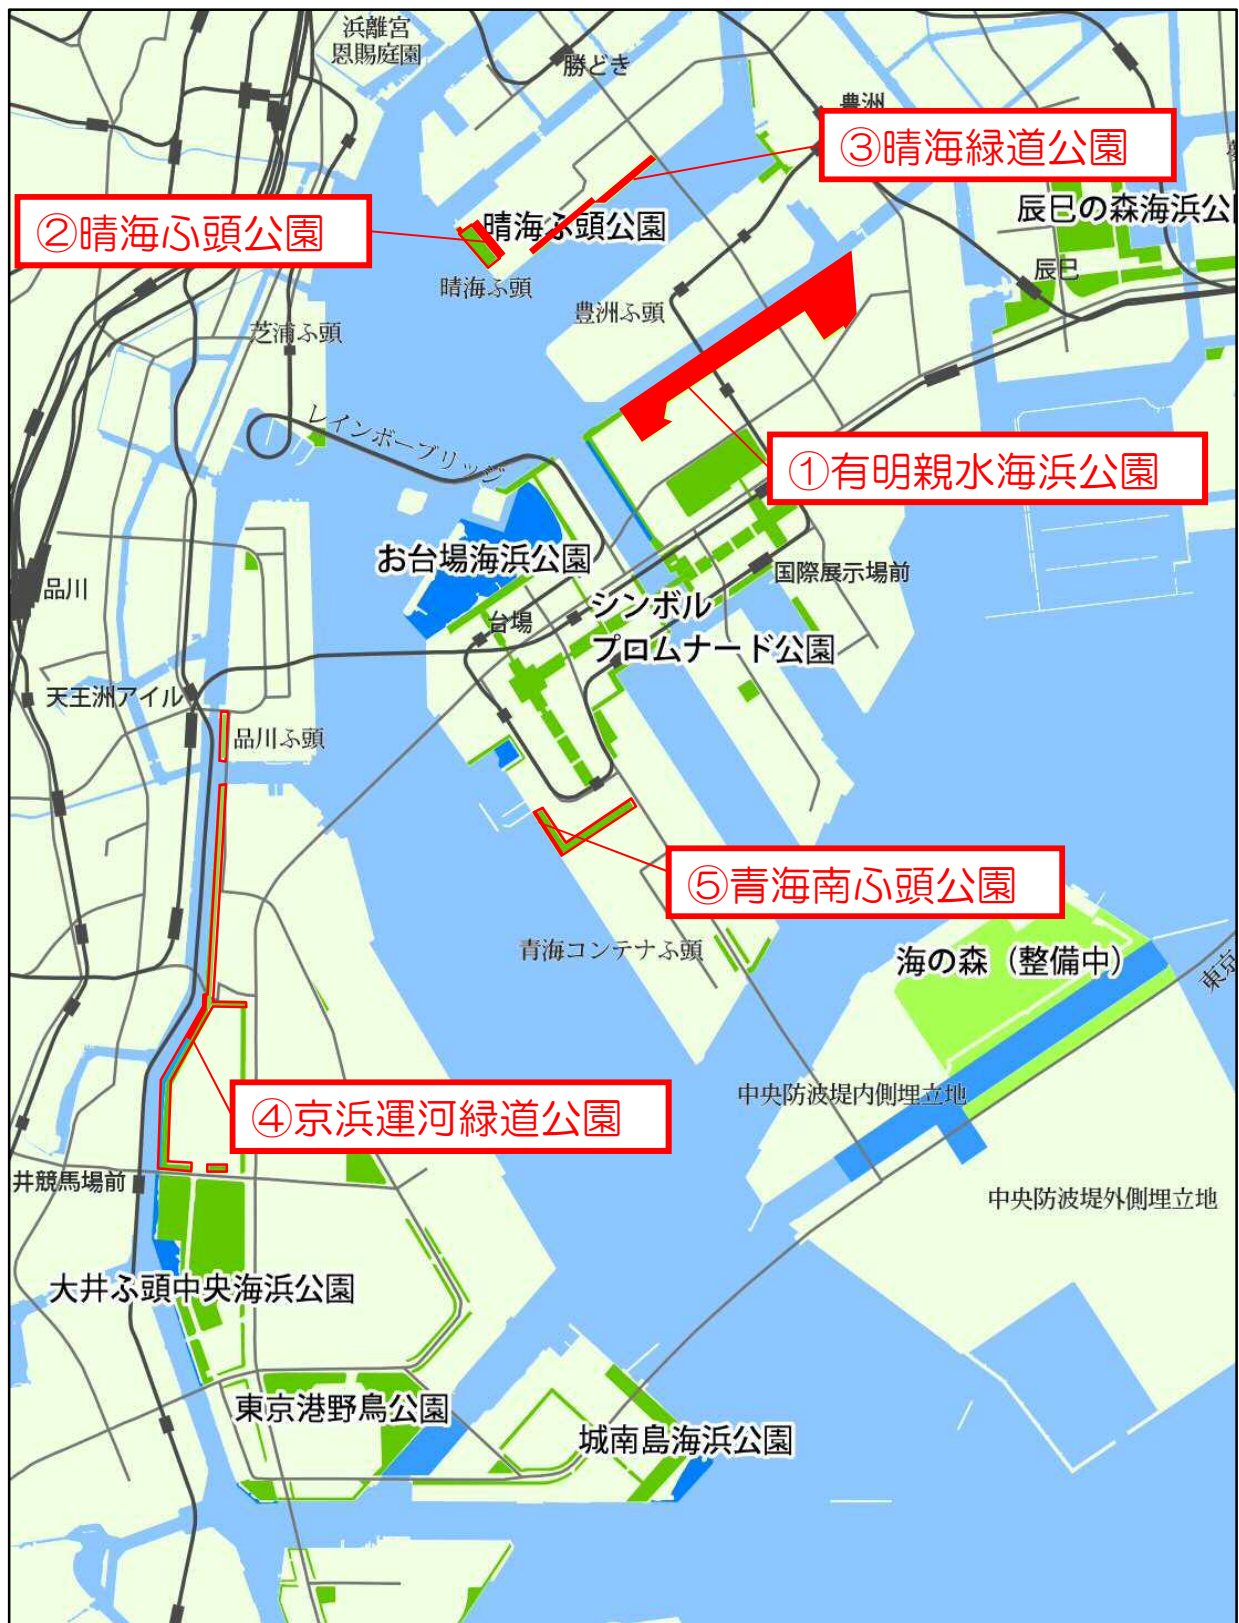 浜離宮
恩賜庭園
勝どき
豊洲
③晴海緑道公園
②晴海ふ頭公園
晴海ふ頭公園
辰巳の森海浜公
辰巳
晴海ふ頭
豊洲ふ頭
芝浦ふ頭
レインボーブリッジ
①有明親水海浜公園
お台場海浜公園
国際展示場前
品川
台場
シンボル
プロムナード公園
天王洲アイル
品川ふ頭
⑤青海南ふ頭公園
青海コンテナふ頭
海の森（整備中）
東京
中央防波堤内側埋立地
④京浜運河緑道公園
井競馬場前
中央防波堤外側埋立地
大井ふ頭中央海浜公園
東京港野鳥公園
城南島海浜公園